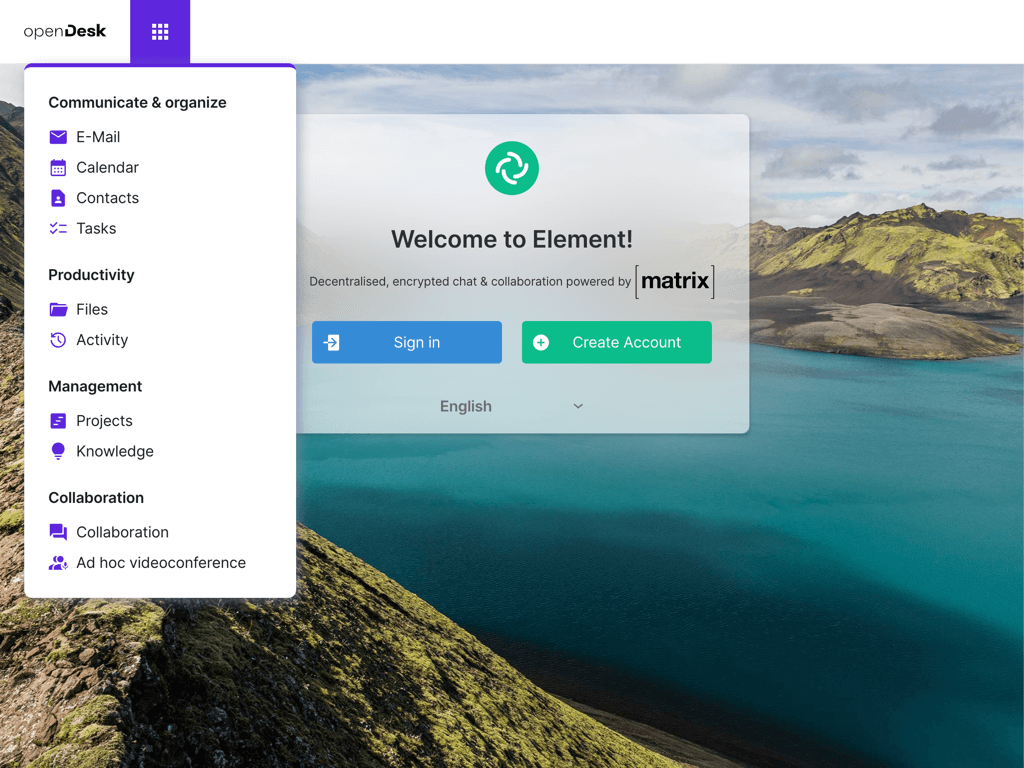 openDesk
Communicate & organize
E-Mail
Calendar
Contacts
Tasks
Productivity
Files
Activity
Management
Projects
Knowledge
Collaboration
Collaboration
Ad hoc videoconference
Welcome to Element!
Decentralised, encrypted chat & collaboration powered by [matrix]
Sign in
Create Account
English